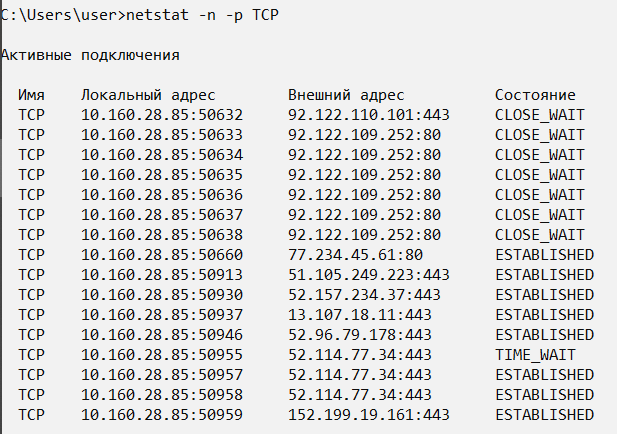 C:\Users\user>netstat -n -p TCP
Активные подключения
Имя Локальный адрес Внешний адрес Состояние
TCP 10.160.28.85:50632 92.122.110.101:443 CLOSE_WAIT
TCP 10.160.28.85:50633 92.122.109.252:80 CLOSE_WAIT
TCP 10.160.28.85:50634 92.122.109.252:80 CLOSE_WAIT
TCP 10.160.28.85:50635 92.122.109.252:80 CLOSE_WAIT
TCP 10.160.28.85:50636 92.122.109.252:80 CLOSE_WAIT
TCP 10.160.28.85:50637 92.122.109.252:80 CLOSE_WAIT
TCP 10.160.28.85:50638 92.122.109.252:80 CLOSE_WAIT
TCP 10.160.28.85:50660 77.234.45.61:80 ESTABLISHED
TCP 10.160.28.85:50913 51.105.249.223:443 ESTABLISHED
TCP 10.160.28.85:50930 52.157.234.37:443 ESTABLISHED
TCP 10.160.28.85:50937 13.107.18.11:443 ESTABLISHED
TCP 10.160.28.85:50946 52.96.79.178:443 ESTABLISHED
TCP 10.160.28.85:50955 52.114.77.34:443 TIME_WAIT
TCP 10.160.28.85:50957 52.114.77.34:443 ESTABLISHED
TCP 10.160.28.85:50958 52.114.77.34:443 ESTABLISHED
TCP 10.160.28.85:50959 152.199.19.161:443 ESTABLISHED